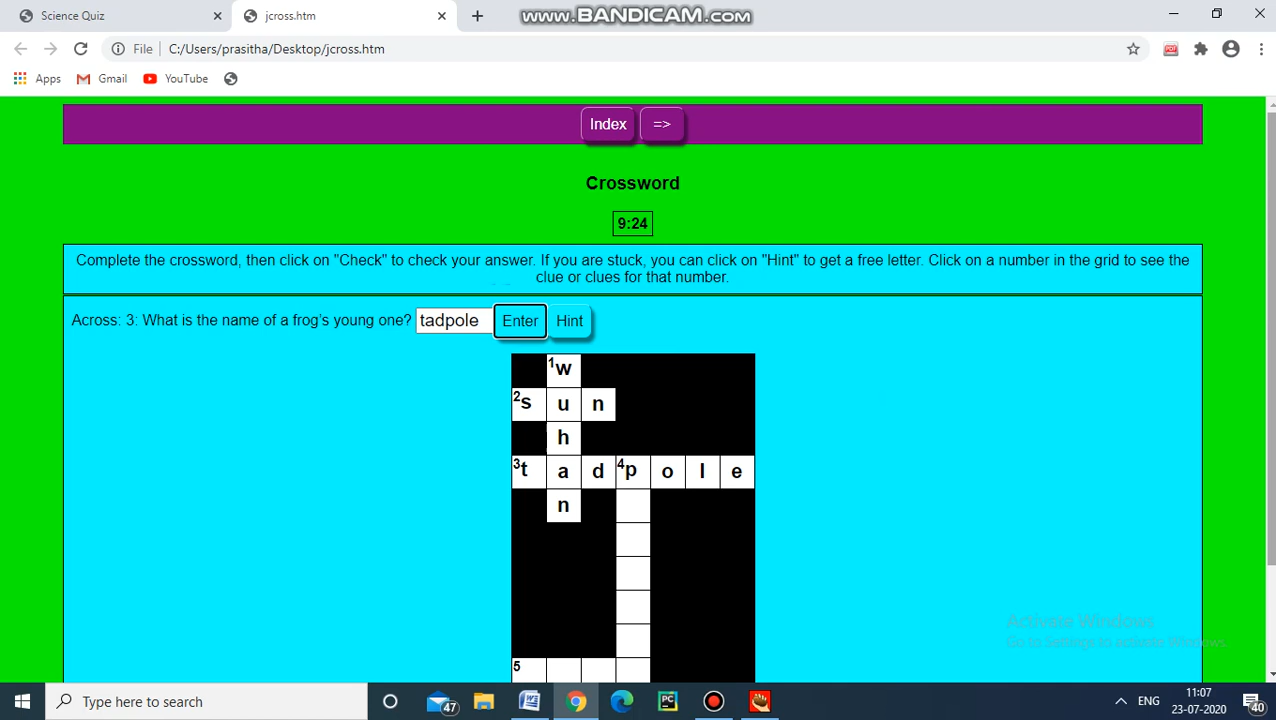 Science Quiz
jcross.htm
www.BANDICAM.com
File C:/Users/prasitha/Desktop/jcross.htm
PDF
Apps Gmail YouTube
Index =>
Crossword
9:24
Complete the crossword, then click on "Check" to check your answer. If you are stuck, you can click on "Hint" to get a free letter. Click on a number in the grid to see the
clue or clues for that number.
Across: 3: What is the name of a frog's young one? tadpole Enter Hint
1 w
2 s u n
h
3 t a d 4 p o l e
n
5
Activate Windows
Go to Settings to activate Windows.
Type here to search
47
W
PC
ENG
11:07
23-07-2020
40